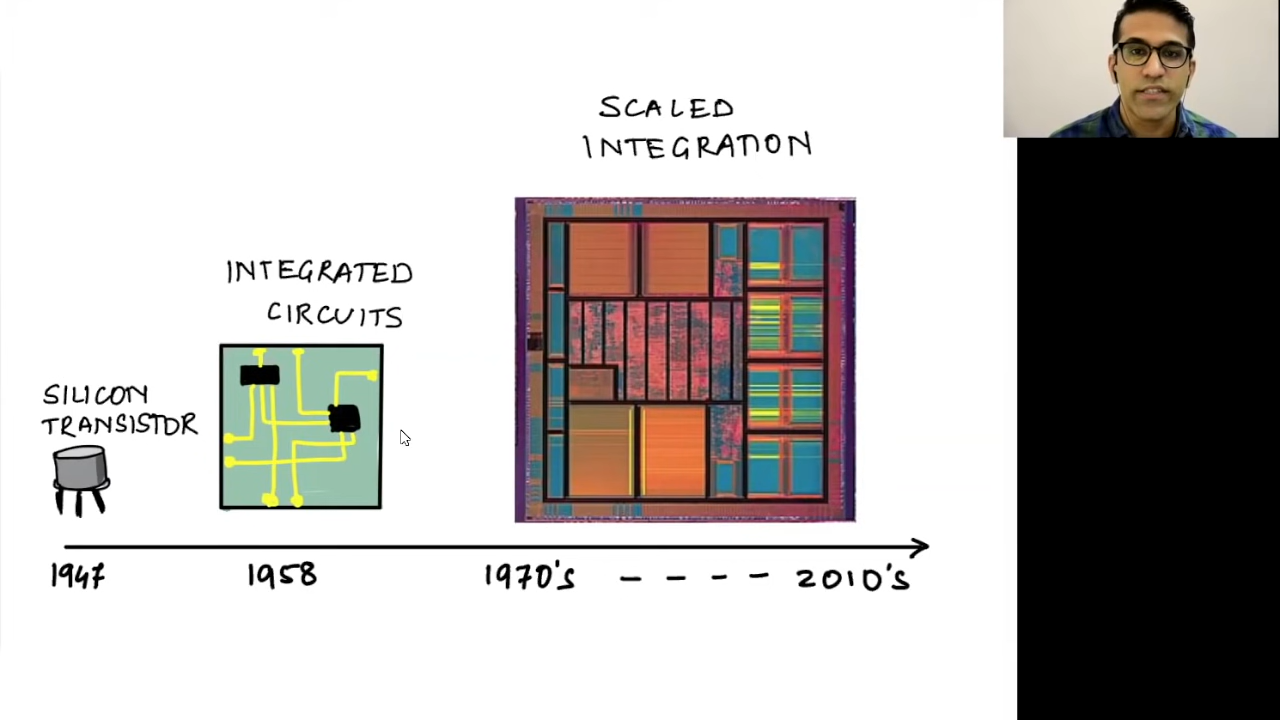 SCALED
INTEGRATION
INTEGRATED
CIRCUITS
SILICON
TRANSISTOR
1947
1958
1970's - - - - 2010's